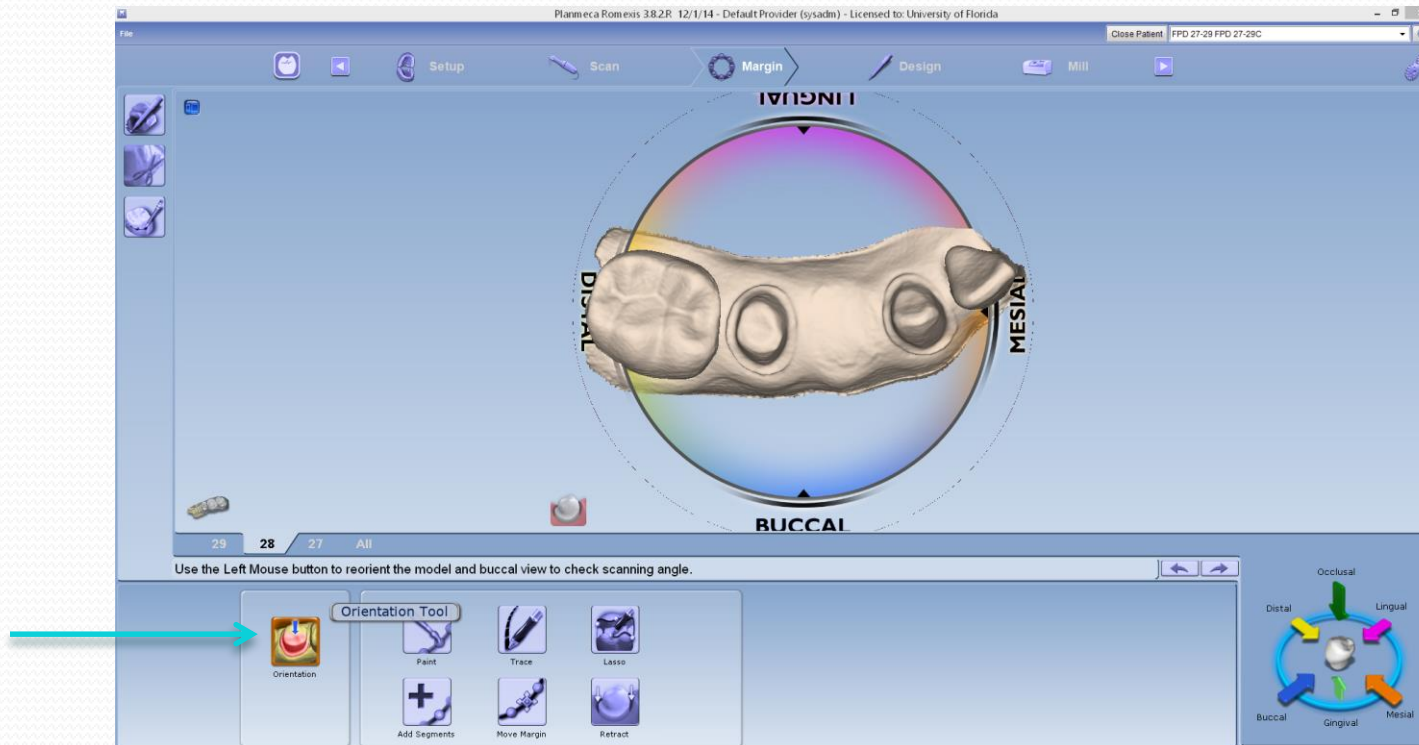 Planmeca Romexis 3.8.2.R 12/1/14 - Default Provider (sysadm) - Licensed to: University of Florida
File
Close Patient FPD 27-29 FPD 27-29C
Setup Scan Margin Design Mill
LINGUAL
DISTAL
MESIAL
BUCCAL
29 28 27 All
Use the Left Mouse button to reorient the model and buccal view to check scanning angle.
Orientation Tool
Orientation
Paint Trace Lasso
Add Segments Move Margin Retract
Occlusal
Distal Lingual
Buccal Gingival Mesial